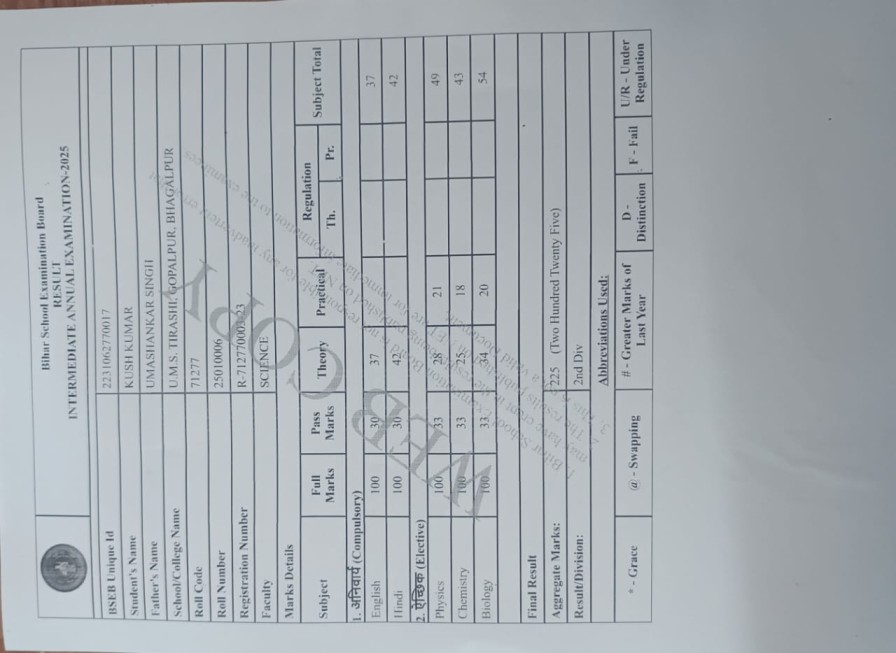 Bihar School Examination Board
RESULT
INTERMEDIATE ANNUAL EXAMINATION-2025
BSEB Unique Id 2231062770017
Student's Name KUSH KUMAR
Father's Name UMASHANKAR SINGH
School/College Name U.M.S. TIRASHI, GOPALPUR, BHAGALPUR
Roll Code 71277
Roll Number 25010006
Registration Number
Faculty SCIENCE
Marks Details
Subject Full Marks Pass Marks Theory Practical Regulation Th. Pr. Subject Total
1. अनिवार्य (Compulsory)
English 100 30 37 37
Hindi 100 30 42 42
2. ऐच्छिक (Elective)
Physics 100 33 28 21 49
Chemistry 100 33 25 18 43
Biology 100 33 34 20 54
Final Result
Aggregate Marks: 225 (Two Hundred Twenty Five)
Result/Division: 2nd Div
Abbreviations Used:
* - Grace @ - Swapping # - Greater Marks of Last Year D - Distinction F - Fail U/R - Under Regulation
WEB COPY